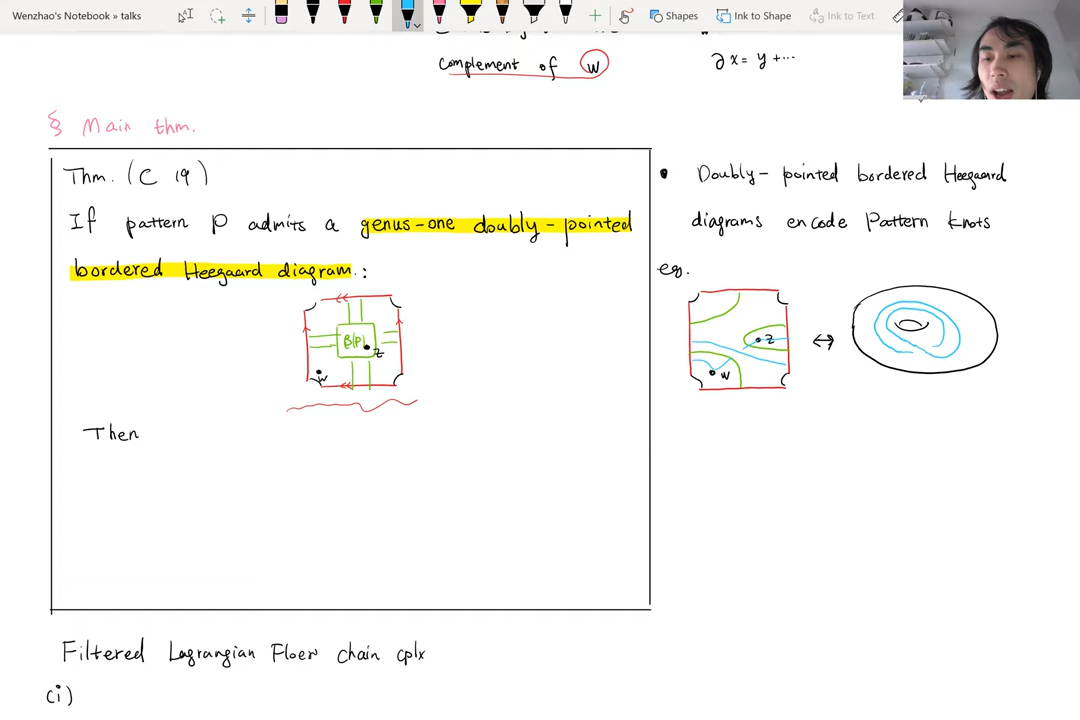 Wenzhao's Notebook » talks
Shapes
Ink to Shape
Ink to Text
complement of w
∂x = y + ...
§ Main thm.
Thm. (C 19)
If pattern P admits a genus-one doubly-pointed
bordered Heegaard diagram.:
β(P)
z
w
Then
• Doubly-pointed bordered Heegaard
diagrams encode Pattern knots
eg.
z
w
Filtered Lagrangian Floer chain cplx
(i)